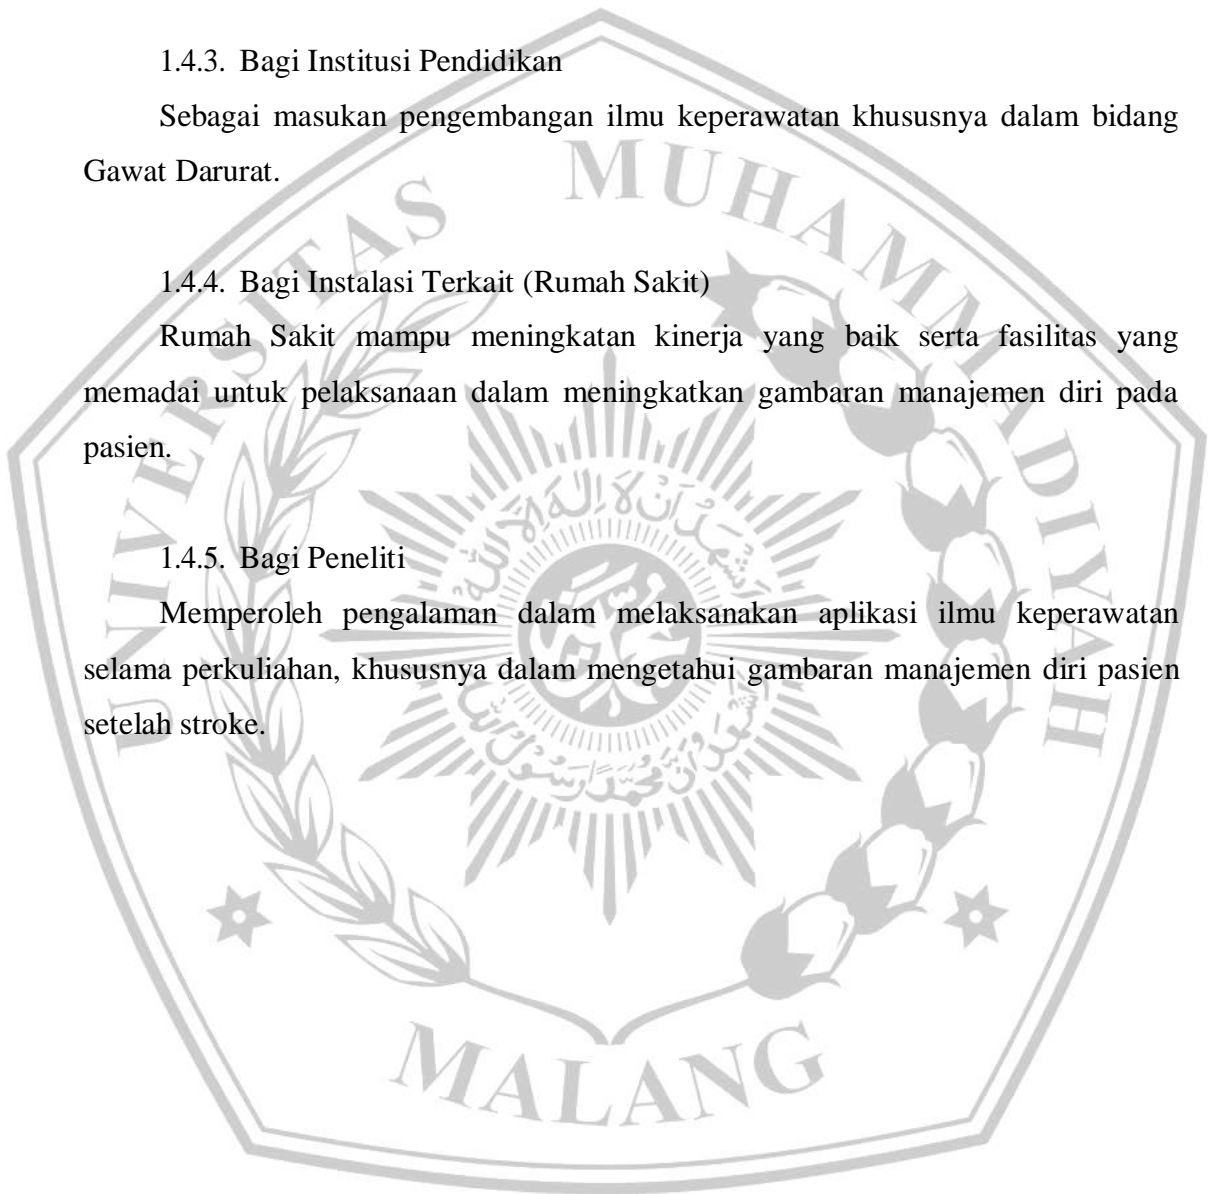 1.4.3. Bagi Institusi Pendidikan
Sebagai masukan pengembangan ilmu keperawatan khususnya dalam bidang
Gawat Darurat.
1.4.4. Bagi Instalasi Terkait (Rumah Sakit)
Rumah Sakit mampu meningkatan kinerja yang baik serta fasilitas yang
memadai untuk pelaksanaan dalam meningkatkan gambaran manajemen diri pada
pasien.
1.4.5. Bagi Peneliti
Memperoleh pengalaman dalam melaksanakan aplikasi ilmu keperawatan
selama perkuliahan, khususnya dalam mengetahui gambaran manajemen diri pasien
setelah stroke.
UNIVERSITAS MUHAMMADIYAH
MALANG